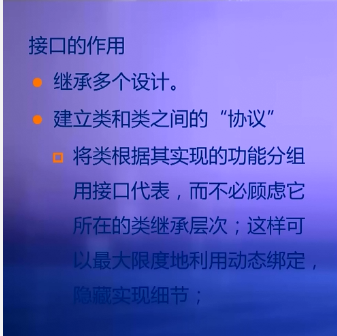 接口的作用
继承多个设计。
建立类和类之间的“协议”
将类根据其实现的功能分组
用接口代表，而不必顾虑它
所在的类继承层次；这样可
以最大限度地利用动态绑定，
隐藏实现细节；